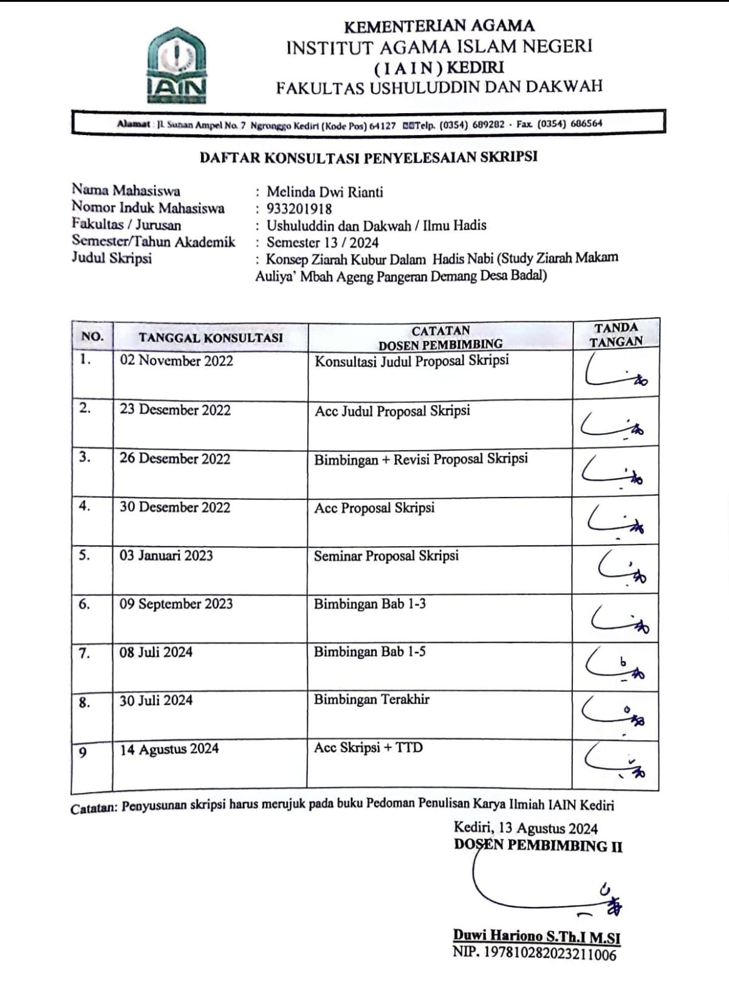 KEMENTERIAN AGAMA
INSTITUT AGAMA ISLAM NEGERI
( I A I N ) KEDIRI
FAKULTAS USHULUDDIN DAN DAKWAH
IAIN
Alamat : Jl. Sunan Ampel No. 7 Ngronggo Kediri (Kode Pos) 64127 Telp. (0354) 689282 - Fax. (0354) 686564
DAFTAR KONSULTASI PENYELESAIAN SKRIPSI
Nama Mahasiswa : Melinda Dwi Rianti
Nomor Induk Mahasiswa : 933201918
Fakultas / Jurusan : Ushuluddin dan Dakwah / Ilmu Hadis
Semester/Tahun Akademik : Semester 13 / 2024
Judul Skripsi : Konsep Ziarah Kubur Dalam Hadis Nabi (Study Ziarah Makam
Auliya’ Mbah Ageng Pangeran Demang Desa Badal)
NO. TANGGAL KONSULTASI CATATAN DOSEN PEMBIMBING TANDA TANGAN
1. 02 November 2022 Konsultasi Judul Proposal Skripsi
2. 23 Desember 2022 Acc Judul Proposal Skripsi
3. 26 Desember 2022 Bimbingan + Revisi Proposal Skripsi
4. 30 Desember 2022 Acc Proposal Skripsi
5. 03 Januari 2023 Seminar Proposal Skripsi
6. 09 September 2023 Bimbingan Bab 1-3
7. 08 Juli 2024 Bimbingan Bab 1-5
8. 30 Juli 2024 Bimbingan Terakhir
9 14 Agustus 2024 Acc Skripsi + TTD
Catatan: Penyusunan skripsi harus merujuk pada buku Pedoman Penulisan Karya Ilmiah IAIN Kediri
Kediri, 13 Agustus 2024
DOSEN PEMBIMBING II
Duwi Hariono S.Th.I M.SI
NIP. 197810282023211006